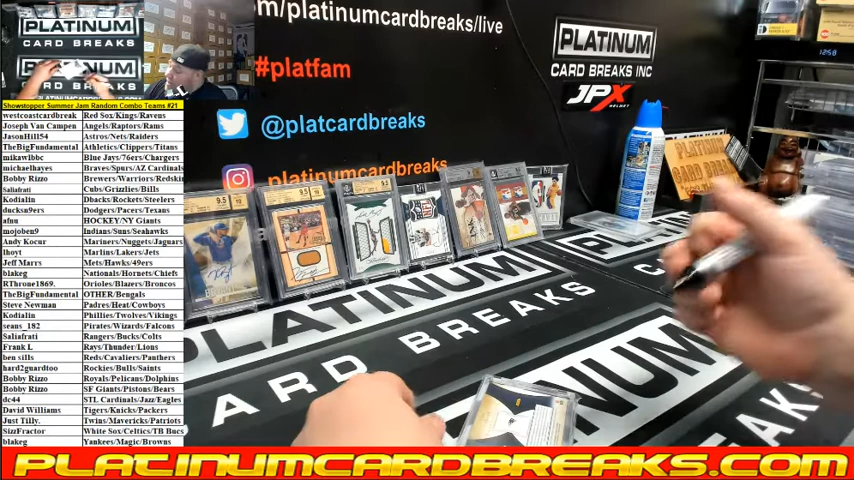 m/platinumcardbreaks/live
#platfam
@platcardbreaks
platinumcardbreaks
PLATINUM
CARD BREAKS INC
JPX
HELMET
PLATINUM
CARD BREAKS
Showstopper Summer Jam Random Combo Teams #21
westcoastcardbreak Red Sox/Kings/Ravens
Joseph Van Campen Angels/Raptors/Rams
JasonHill54 Astros/Nets/Raiders
TheBigFundamental Athletics/Clippers/Titans
mikawlbbc Blue Jays/76ers/Chargers
michaelhayes Braves/Spurs/AZ Cardinals
Bobby Rizzo Brewers/Warriors/Redskin
Saliafrati Cubs/Grizzlies/Bills
Kodialin Dbacks/Rockets/Steelers
ducksn9ers Dodgers/Pacers/Texans
afnu HOCKEY/NY Giants
mojoben9 Indians/Suns/Seahawks
Andy Kocur Mariners/Nuggets/Jaguars
lhoyt Marlins/Lakers/Jets
Jeff Marrs Mets/Hawks/49ers
blakeg Nationals/Hornets/Chiefs
RThrone1869. Orioles/Blazers/Broncos
TheBigFundamental OTHER/Bengals
Steve Newman Padres/Heat/Cowboys
Kodialin Phillies/Twolves/Vikings
seans_182 Pirates/Wizards/Falcons
Saliafrati Rangers/Bucks/Colts
Frank L Rays/Thunder/Lions
ben sills Reds/Cavaliers/Panthers
hard2guardtoo Rockies/Bulls/Saints
Bobby Rizzo Royals/Pelicans/Dolphins
Bobby Rizzo SF Giants/Pistons/Bears
dc44 STL Cardinals/Jazz/Eagles
David Williams Tigers/Knicks/Packers
Just Tilly. Twins/Mavericks/Patriots
SizzFractor White Sox/Celtics/TB Bucs
blakeg Yankees/Magic/Browns
PLATINUM
CARD BREAKS
PLATINUM
PLATINUMCARDBREAKS.COM